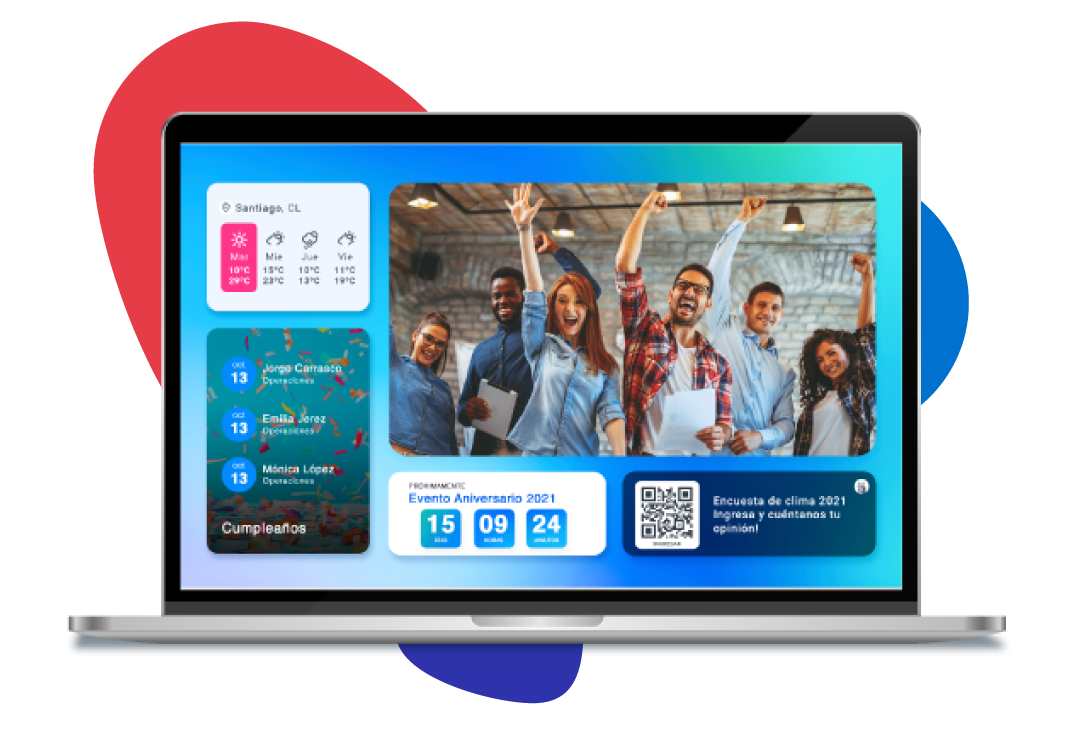 Santiago, CL
Mar Mie Jue Vie
10°C 15°C 10°C 11°C
29°C 23°C 13°C 19°C
oct
13
Jorge Carrasco
Operaciones
oct
13
Emilia Jerez
Operaciones
oct
13
Mónica López
Operaciones
Cumpleaños
PRÓXIMAMENTE
Evento Aniversario 2021
15 09 24
DÍAS HORAS MINUTOS
INGRESAR
Encuesta de clima 2021
Ingresa y cuéntanos tu
opinión!